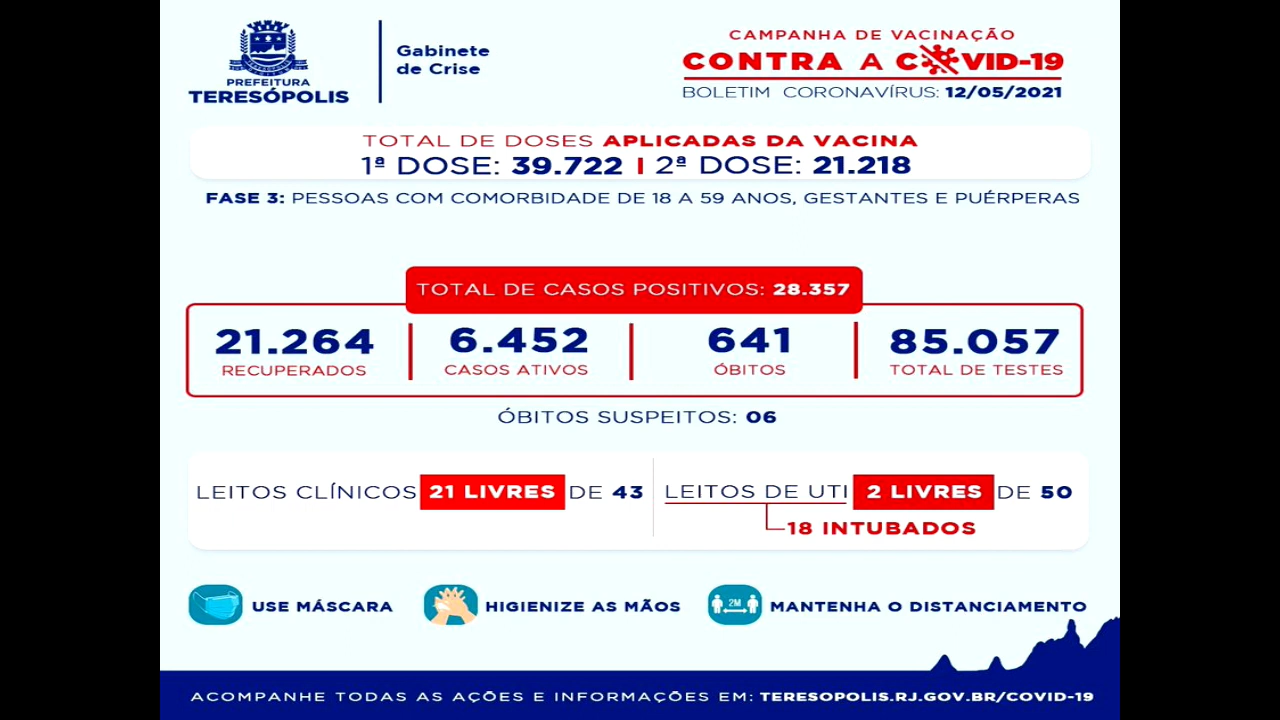 PREFEITURA
TERESÓPOLIS
Gabinete
de Crise
CAMPANHA DE VACINAÇÃO
CONTRA A COVID-19
BOLETIM CORONAVÍRUS: 12/05/2021
TOTAL DE DOSES APLICADAS DA VACINA
1ª DOSE: 39.722 | 2ª DOSE: 21.218
FASE 3: PESSOAS COM COMORBIDADE DE 18 A 59 ANOS, GESTANTES E PUÉRPERAS
TOTAL DE CASOS POSITIVOS: 28.357
21.264 6.452 641 85.057
RECUPERADOS CASOS ATIVOS ÓBITOS TOTAL DE TESTES
ÓBITOS SUSPEITOS: 06
LEITOS CLÍNICOS 21 LIVRES DE 43
LEITOS DE UTI 2 LIVRES DE 50
18 INTUBADOS
USE MÁSCARA HIGIENIZE AS MÃOS 2M MANTENHA O DISTANCIAMENTO
ACOMPANHE TODAS AS AÇÕES E INFORMAÇÕES EM: TERESOPOLIS.RJ.GOV.BR/COVID-19